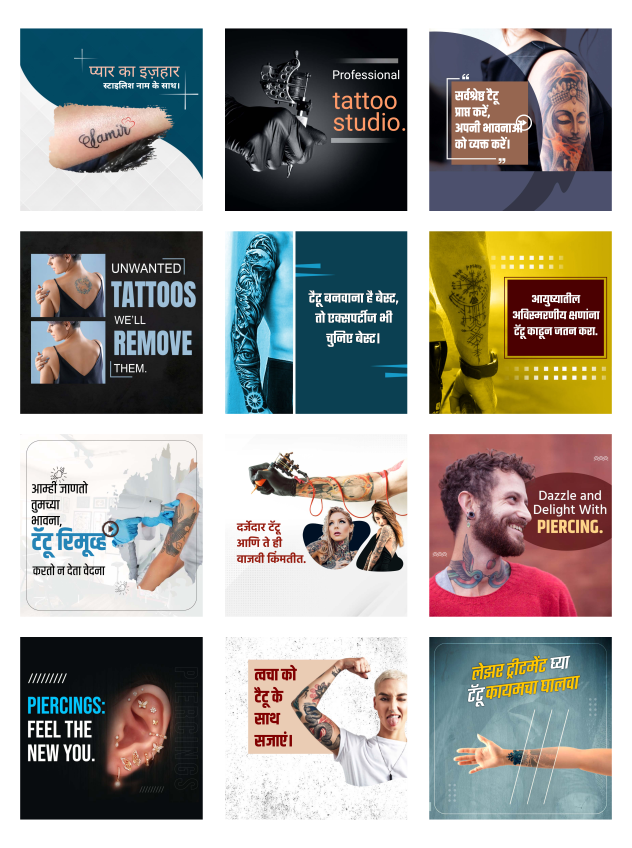 प्यार का इज़हार
स्टाइलिश नाम के साथ।
Samir
Professional
tattoo
studio.
“
सर्वश्रेष्ठ टैटू
प्राप्त करें,
अपनी भावनाओं
को व्यक्त करें।
”
UNWANTED
TATTOOS
WE'LL
REMOVE
THEM.
टैटू बनवाना है बेस्ट,
तो एक्सपर्टीज भी
चुनिए बेस्ट।
आयुष्यातील
अविस्मरणीय क्षणांना
टॅटू काढून जतन करा.
आम्ही जाणतो
तुमच्या
भावना,
टॅटू रिमूव्ह
करतो न देता वेदना
दर्जेदार टॅटू
आणि ते ही
वाजवी किंमतीत.
Dazzle and
Delight With
PIERCING.
PIERCINGS:
FEEL THE
NEW YOU.
PIERCINGS
त्वचा को
टैटू के
साथ
सजाएं।
लेझर ट्रीटमेंट घ्या
टॅटू कायमचा घालवा